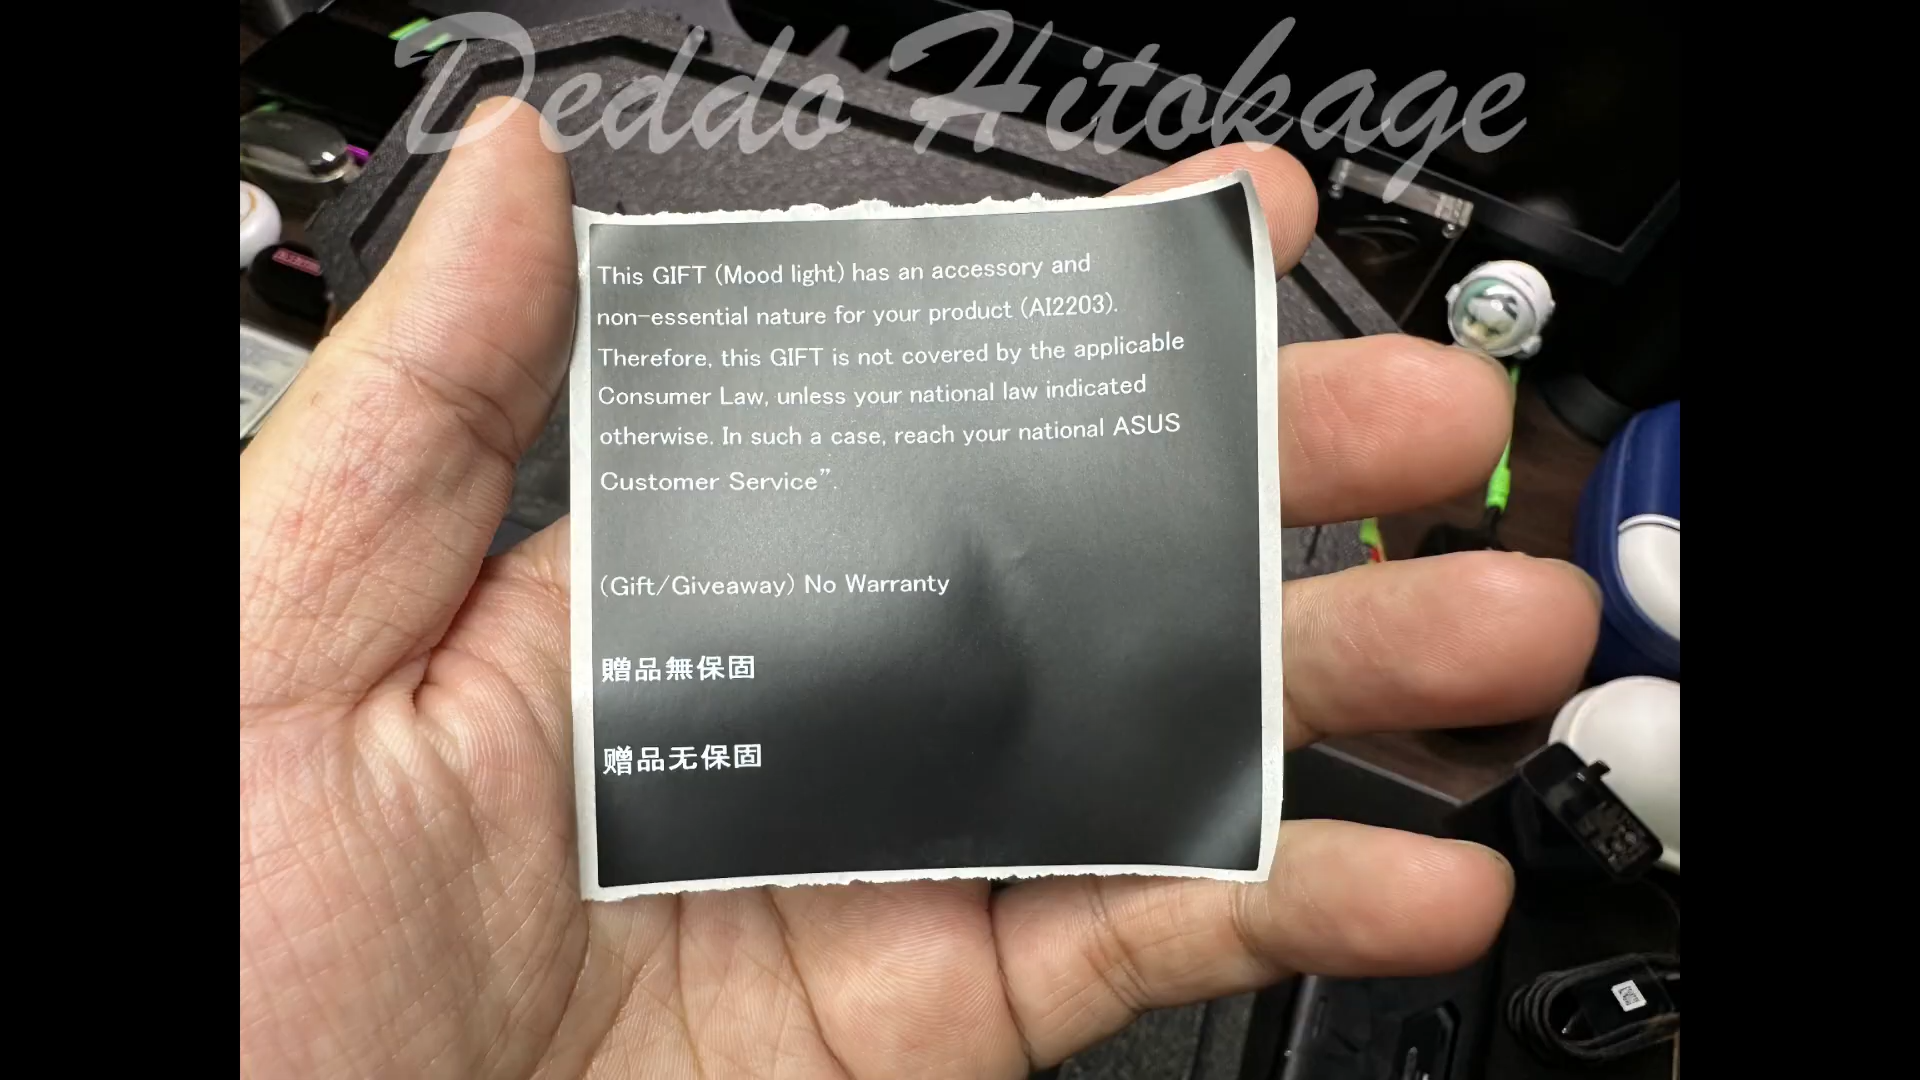 Deddo Hitokage
This GIFT (Mood light) has an accessory and
non-essential nature for your product (AI2203).
Therefore, this GIFT is not covered by the applicable
Consumer Law, unless your national law indicated
otherwise. In such a case, reach your national ASUS
Customer Service”.
(Gift/Giveaway) No Warranty
贈品無保固
赠品无保固